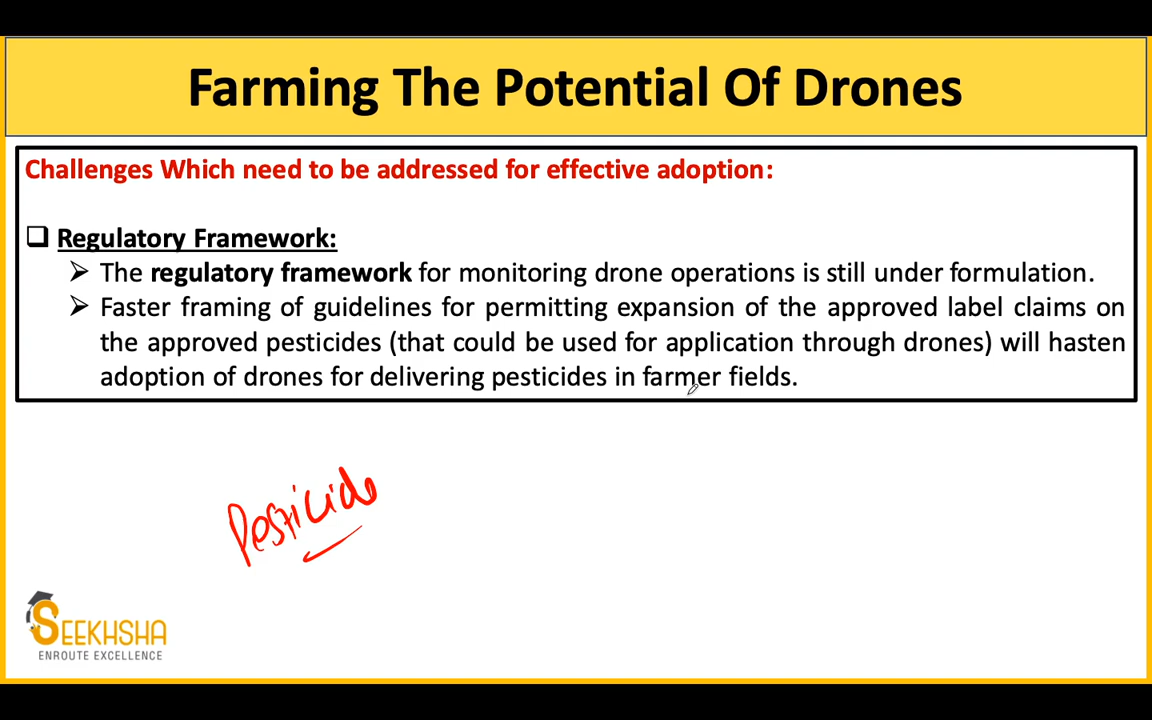 Farming The Potential Of Drones
Challenges Which need to be addressed for effective adoption:
Regulatory Framework:
The regulatory framework for monitoring drone operations is still under formulation.
Faster framing of guidelines for permitting expansion of the approved label claims on
the approved pesticides (that could be used for application through drones) will hasten
adoption of drones for delivering pesticides in farmer fields.
Pesticide
SEEKHSHA
ENROUTE EXCELLENCE